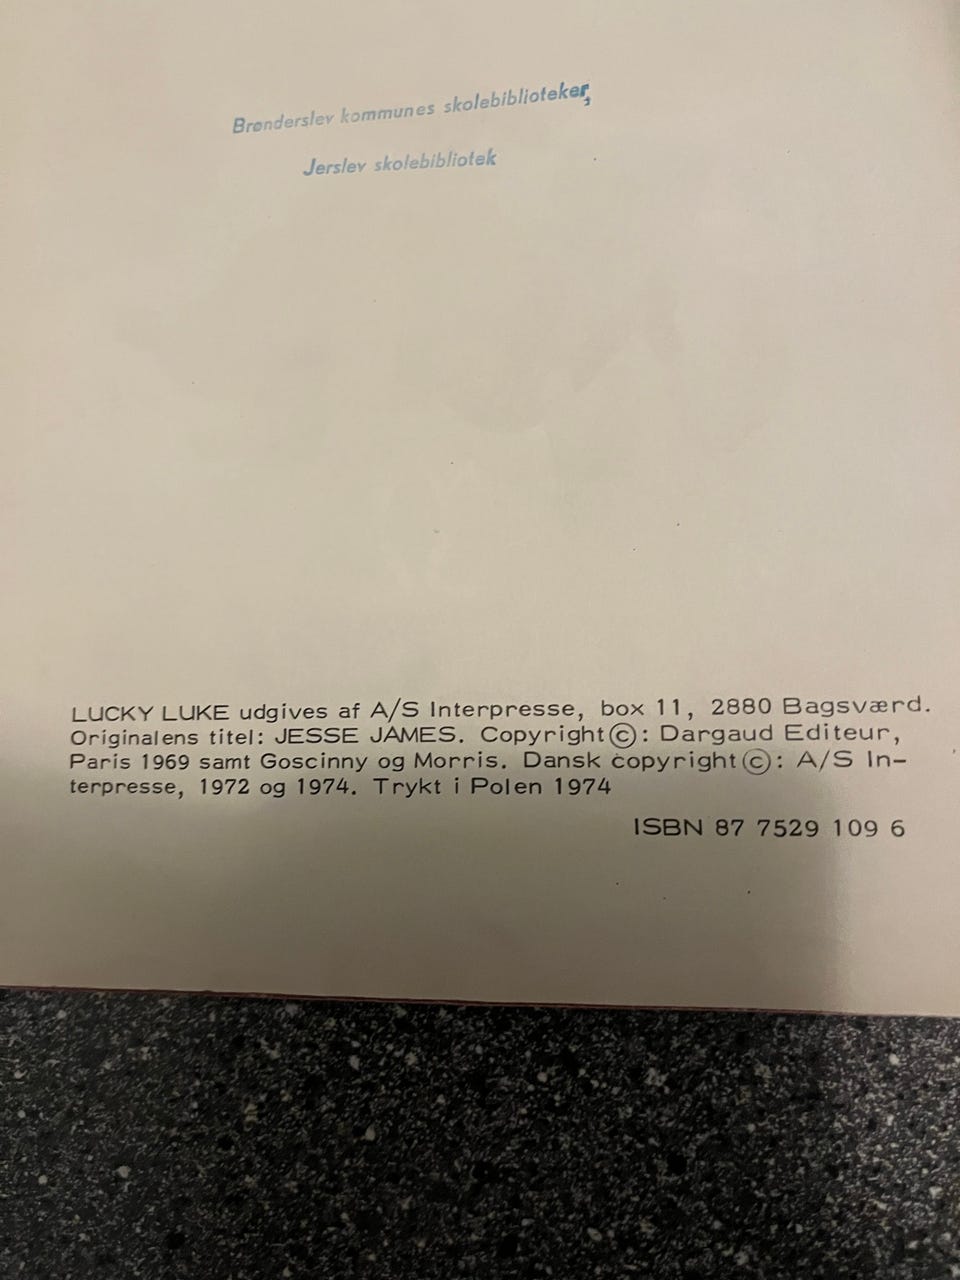 Brønderslev kommunes skolebiblioteker,
Jerslev skolebibliotek
LUCKY LUKE udgives af A/S Interpresse, box 11, 2880 Bagsværd.
Originalens titel: JESSE JAMES. Copyright©: Dargaud Editeur,
Paris 1969 samt Goscinny og Morris. Dansk copyright©: A/S In-
terpresse, 1972 og 1974. Trykt i Polen 1974
ISBN 87 7529 109 6